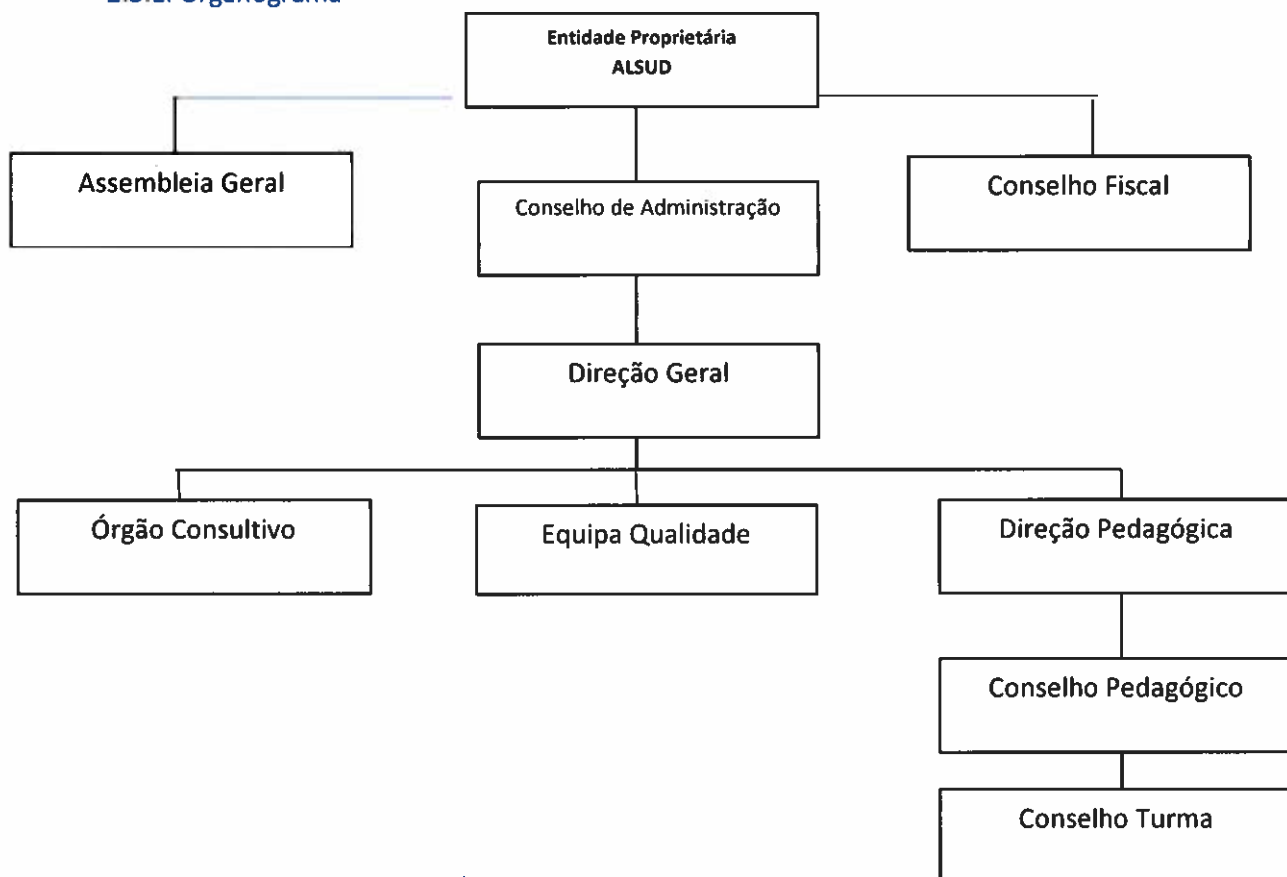 Organograma
Entidade Proprietária
ALSUD
Assembleia Geral
Conselho de Administração
Conselho Fiscal
Direção Geral
Órgão Consultivo
Equipa Qualidade
Direção Pedagógica
Conselho Pedagógico
Conselho Turma